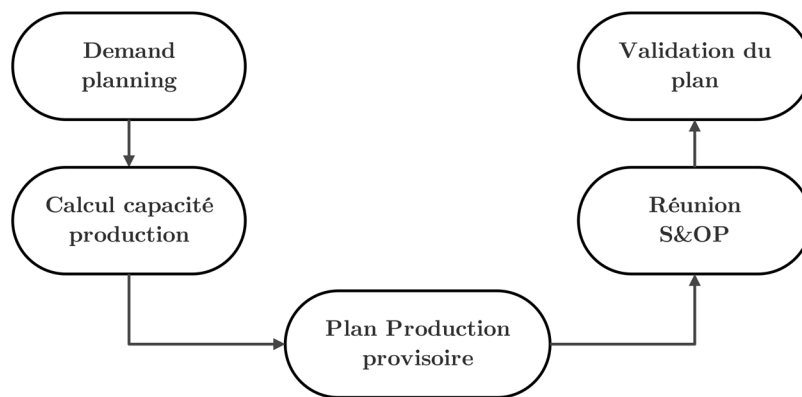 Demand
planning
Calcul capacité
production
Plan Production
provisoire
Réunion
S&OP
Validation du
plan